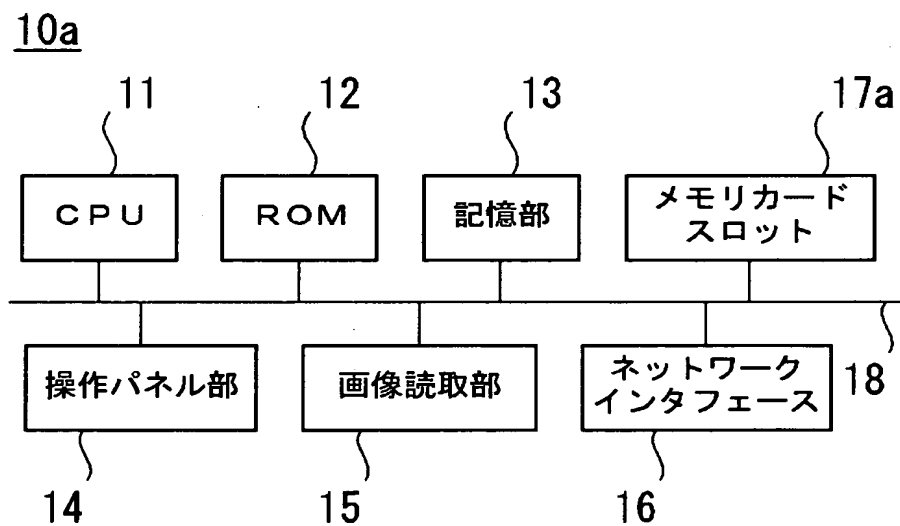 10a
11
12
13
17a
CPU
ROM
記憶部
メモリカード
スロット
操作パネル部
画像読取部
ネットワーク
インタフェース
18
14
15
16